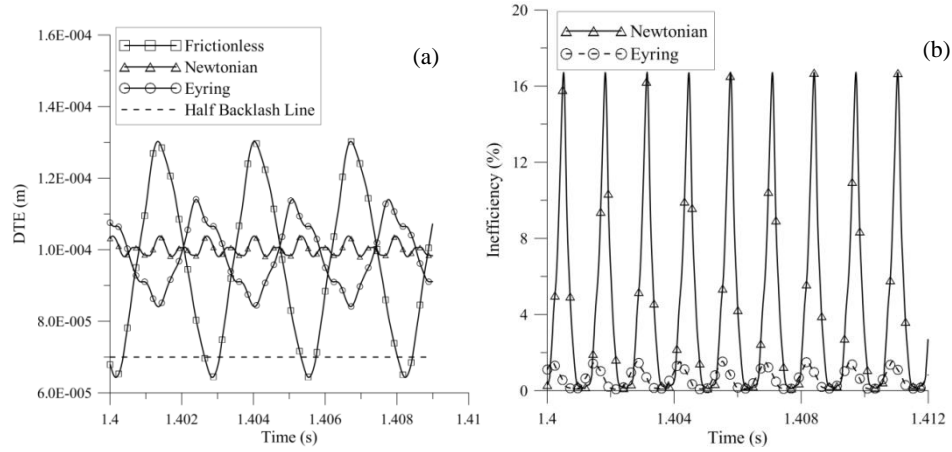 (a)
Frictionless
Newtonian
Eyring
Half Backlash Line
DTE (m)
1.6E-004
1.4E-004
1.2E-004
1.0E-004
8.0E-005
6.0E-005
1.4
1.402
1.404
1.406
1.408
1.41
Time (s)
(b)
Newtonian
Eyring
Inefficiency (%)
20
16
12
8
4
0
1.4
1.404
1.408
1.412
Time (s)